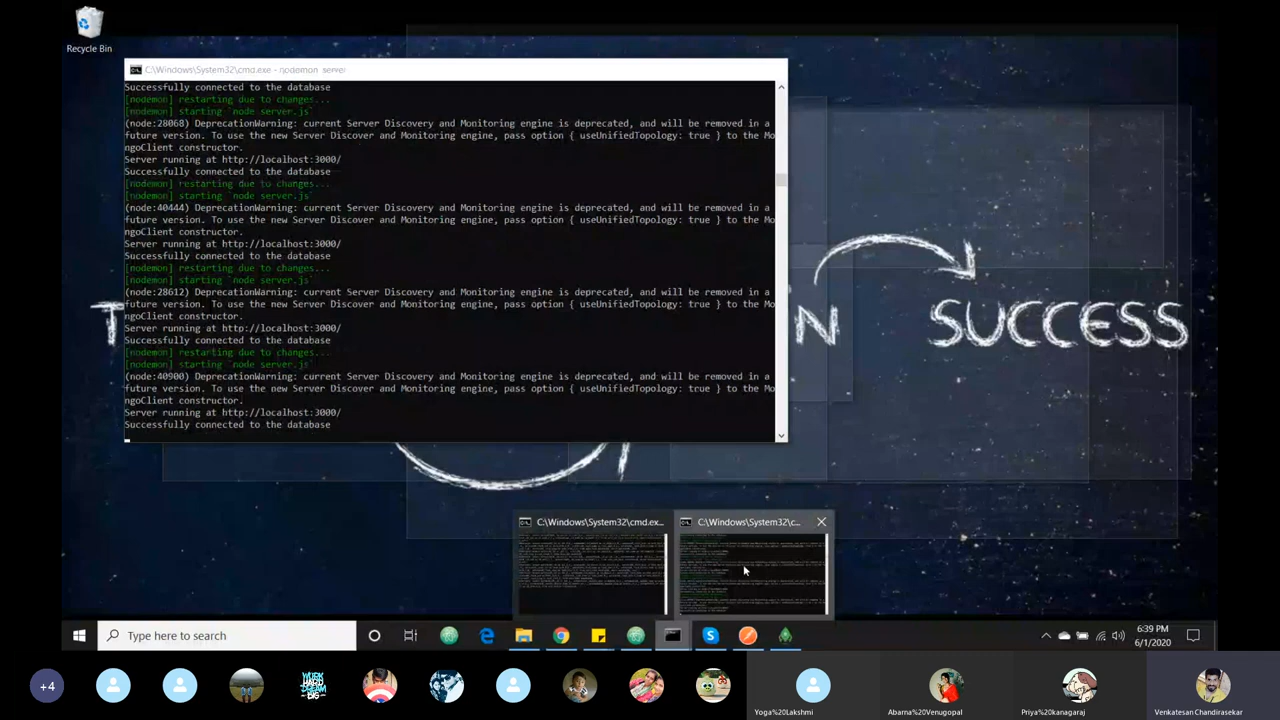 Recycle Bin
C:\Windows\System32\cmd.exe - nodemon server
Successfully connected to the database
[nodemon] restarting due to changes...
[nodemon] starting `node server.js`
(node:28068) DeprecationWarning: current Server Discovery and Monitoring engine is deprecated, and will be removed in a
future version. To use the new Server Discover and Monitoring engine, pass option { useUnifiedTopology: true } to the Mo
ngoClient constructor.
Server running at http://localhost:3000/
Successfully connected to the database
[nodemon] restarting due to changes...
[nodemon] starting `node server.js`
(node:40444) DeprecationWarning: current Server Discovery and Monitoring engine is deprecated, and will be removed in a
future version. To use the new Server Discover and Monitoring engine, pass option { useUnifiedTopology: true } to the Mo
ngoClient constructor.
Server running at http://localhost:3000/
Successfully connected to the database
[nodemon] restarting due to changes...
[nodemon] starting `node server.js`
(node:28612) DeprecationWarning: current Server Discovery and Monitoring engine is deprecated, and will be removed in a
future version. To use the new Server Discover and Monitoring engine, pass option { useUnifiedTopology: true } to the Mo
ngoClient constructor.
Server running at http://localhost:3000/
Successfully connected to the database
[nodemon] restarting due to changes...
[nodemon] starting `node server.js`
(node:40900) DeprecationWarning: current Server Discovery and Monitoring engine is deprecated, and will be removed in a
future version. To use the new Server Discover and Monitoring engine, pass option { useUnifiedTopology: true } to the Mo
ngoClient constructor.
Server running at http://localhost:3000/
Successfully connected to the database
T N SUCCESS
C:\Windows\System32\cmd.ex...
C:\Windows\System32\c...
Type here to search
6:39 PM
6/1/2020
+4
Yoga%20Lakshmi
Abarna%20Venugopal
Priya%20kanagaraj
Venkatesan Chandirasekar